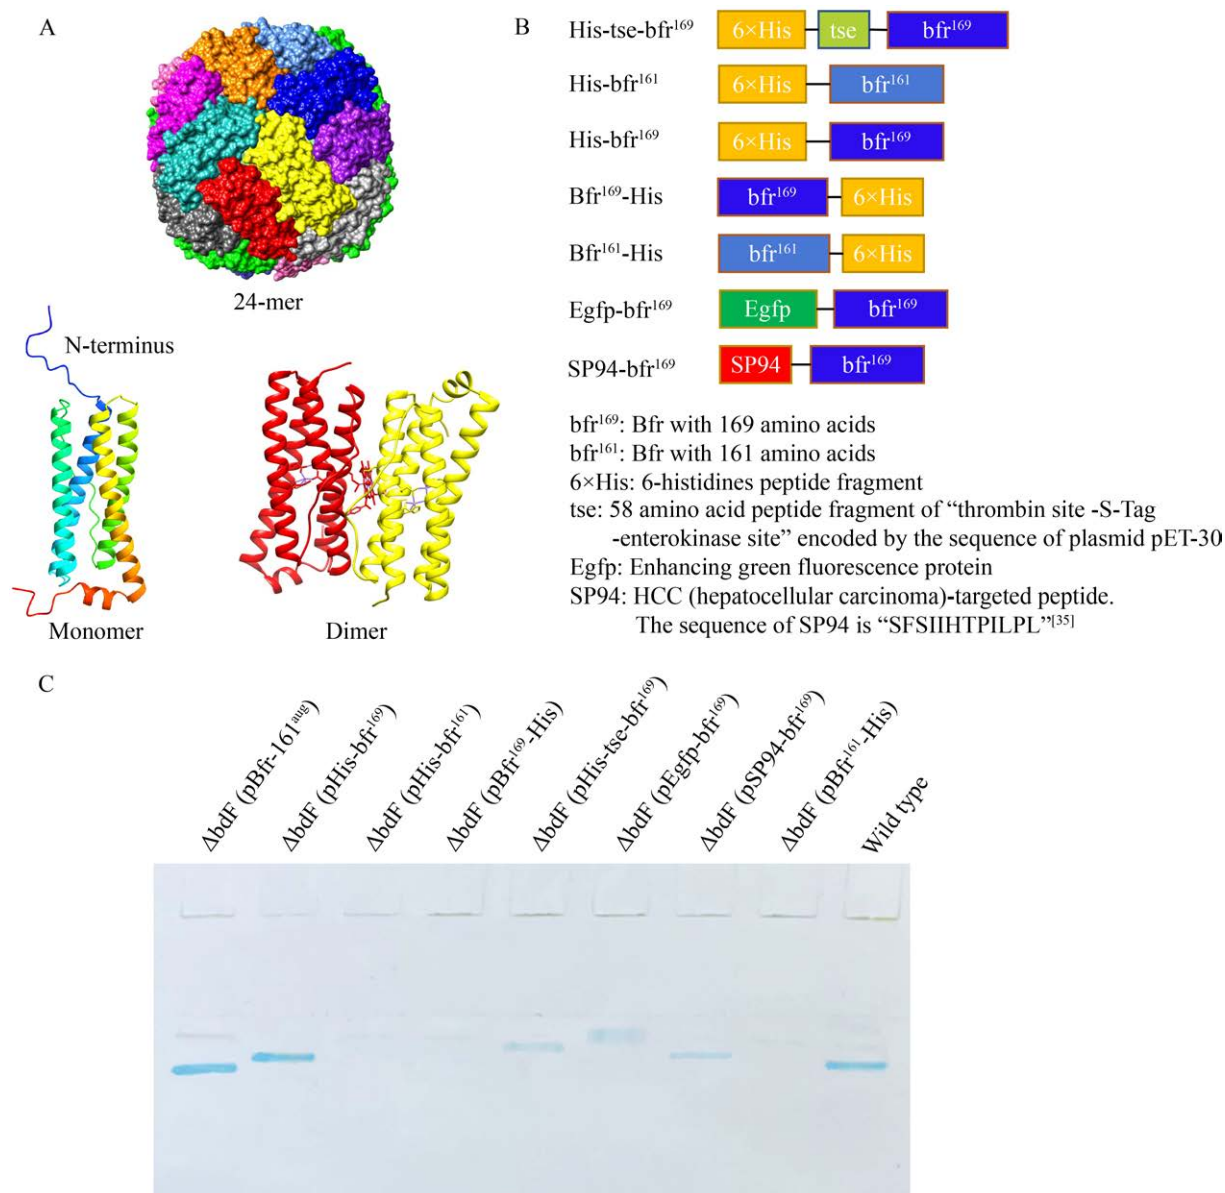 A
24-mer
N-terminus
Monomer
Dimer
B
His-tse-bfr¹⁶⁹ 6×His tse bfr¹⁶⁹
His-bfr¹⁶¹ 6×His bfr¹⁶¹
His-bfr¹⁶⁹ 6×His bfr¹⁶⁹
Bfr¹⁶⁹-His bfr¹⁶⁹ 6×His
Bfr¹⁶¹-His bfr¹⁶¹ 6×His
Egfp-bfr¹⁶⁹ Egfp bfr¹⁶⁹
SP94-bfr¹⁶⁹ SP94 bfr¹⁶⁹
bfr¹⁶⁹: Bfr with 169 amino acids
bfr¹⁶¹: Bfr with 161 amino acids
6×His: 6-histidines peptide fragment
tse: 58 amino acid peptide fragment of “thrombin site -S-Tag
-enterokinase site” encoded by the sequence of plasmid pET-30
Egfp: Enhancing green fluorescence protein
SP94: HCC (hepatocellular carcinoma)-targeted peptide.
The sequence of SP94 is “SFSIIHTPILPL”[35]
C
ΔbdF (pBfr-161ᵃᵘᵍ)
ΔbdF (pHis-bfr¹⁶⁹)
ΔbdF (pHis-bfr¹⁶¹)
ΔbdF (pBfr¹⁶⁹-His)
ΔbdF (pHis-tse-bfr¹⁶⁹)
ΔbdF (pEgfp-bfr¹⁶⁹)
ΔbdF (pSP94-bfr¹⁶⁹)
ΔbdF (pBfr¹⁶¹-His)
Wild type